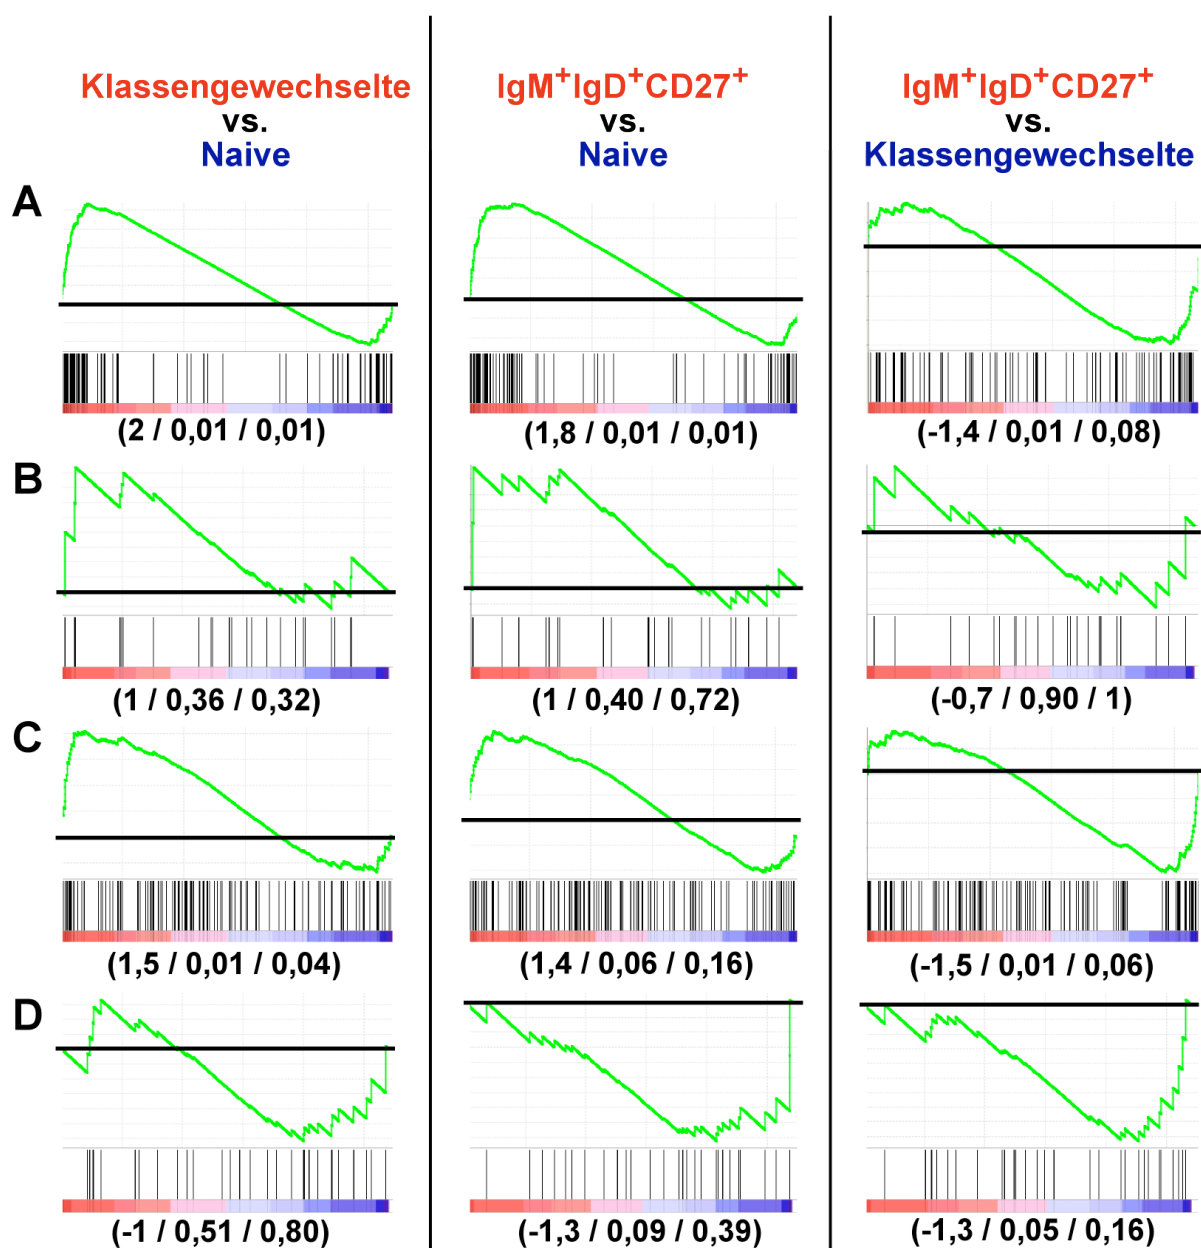 Klassengewechselte
vs.
Naive
IgM⁺IgD⁺CD27⁺
vs.
Naive
IgM⁺IgD⁺CD27⁺
vs.
Klassengewechselte
A
(2 / 0,01 / 0,01)
(1,8 / 0,01 / 0,01)
(-1,4 / 0,01 / 0,08)
B
(1 / 0,36 / 0,32)
(1 / 0,40 / 0,72)
(-0,7 / 0,90 / 1)
C
(1,5 / 0,01 / 0,04)
(1,4 / 0,06 / 0,16)
(-1,5 / 0,01 / 0,06)
D
(-1 / 0,51 / 0,80)
(-1,3 / 0,09 / 0,39)
(-1,3 / 0,05 / 0,16)